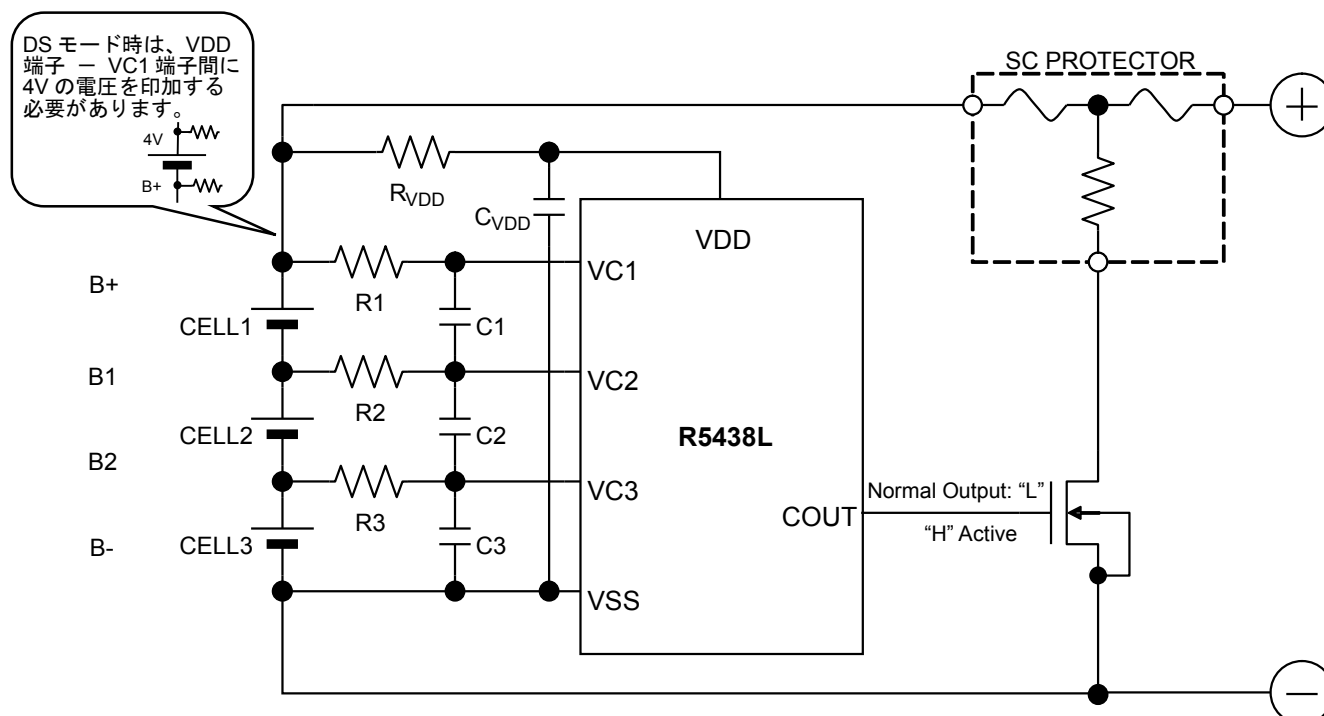 DS モード時は、VDD
端子 － VC1 端子間に
4V の電圧を印加する
必要があります。
4V
B+
SC PROTECTOR
+
RVDD
CVDD
VDD
B+
R1
VC1
CELL1
C1
B1
R2
VC2
CELL2
C2
R5438L
B2
R3
VC3
Normal Output: “L”
COUT
“H” Active
B-
CELL3
C3
VSS
−